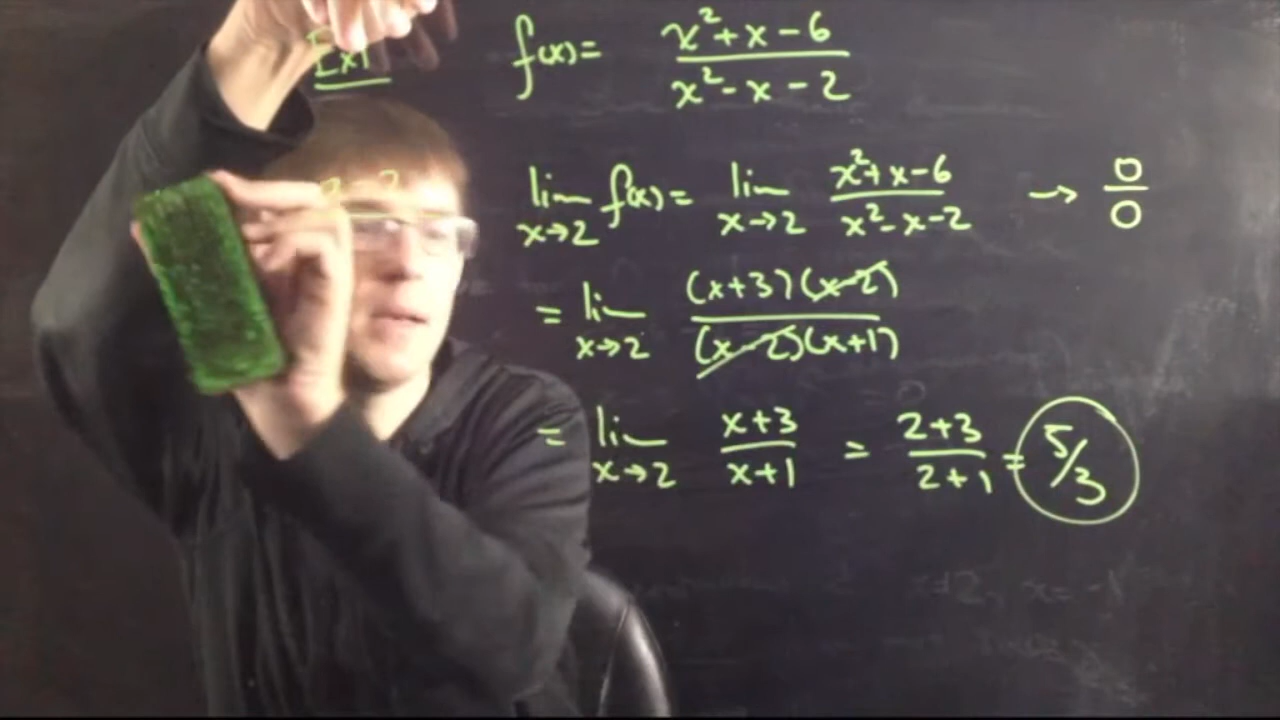 Ex1
f(x) = x²+x-6 / x²-x-2
lim x→2 f(x) = lim x→2 x²+x-6 / x²-x-2 → 0/0
= lim x→2 (x+3)(x-2) / (x-2)(x+1)
= lim x→2 x+3 / x+1 = 2+3 / 2+1 = 5/3